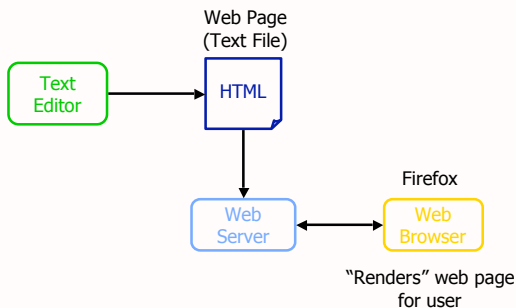 Web Page
(Text File)
Text
Editor
HTML
Firefox
Web
Server
Web
Browser
“Renders” web page
for user